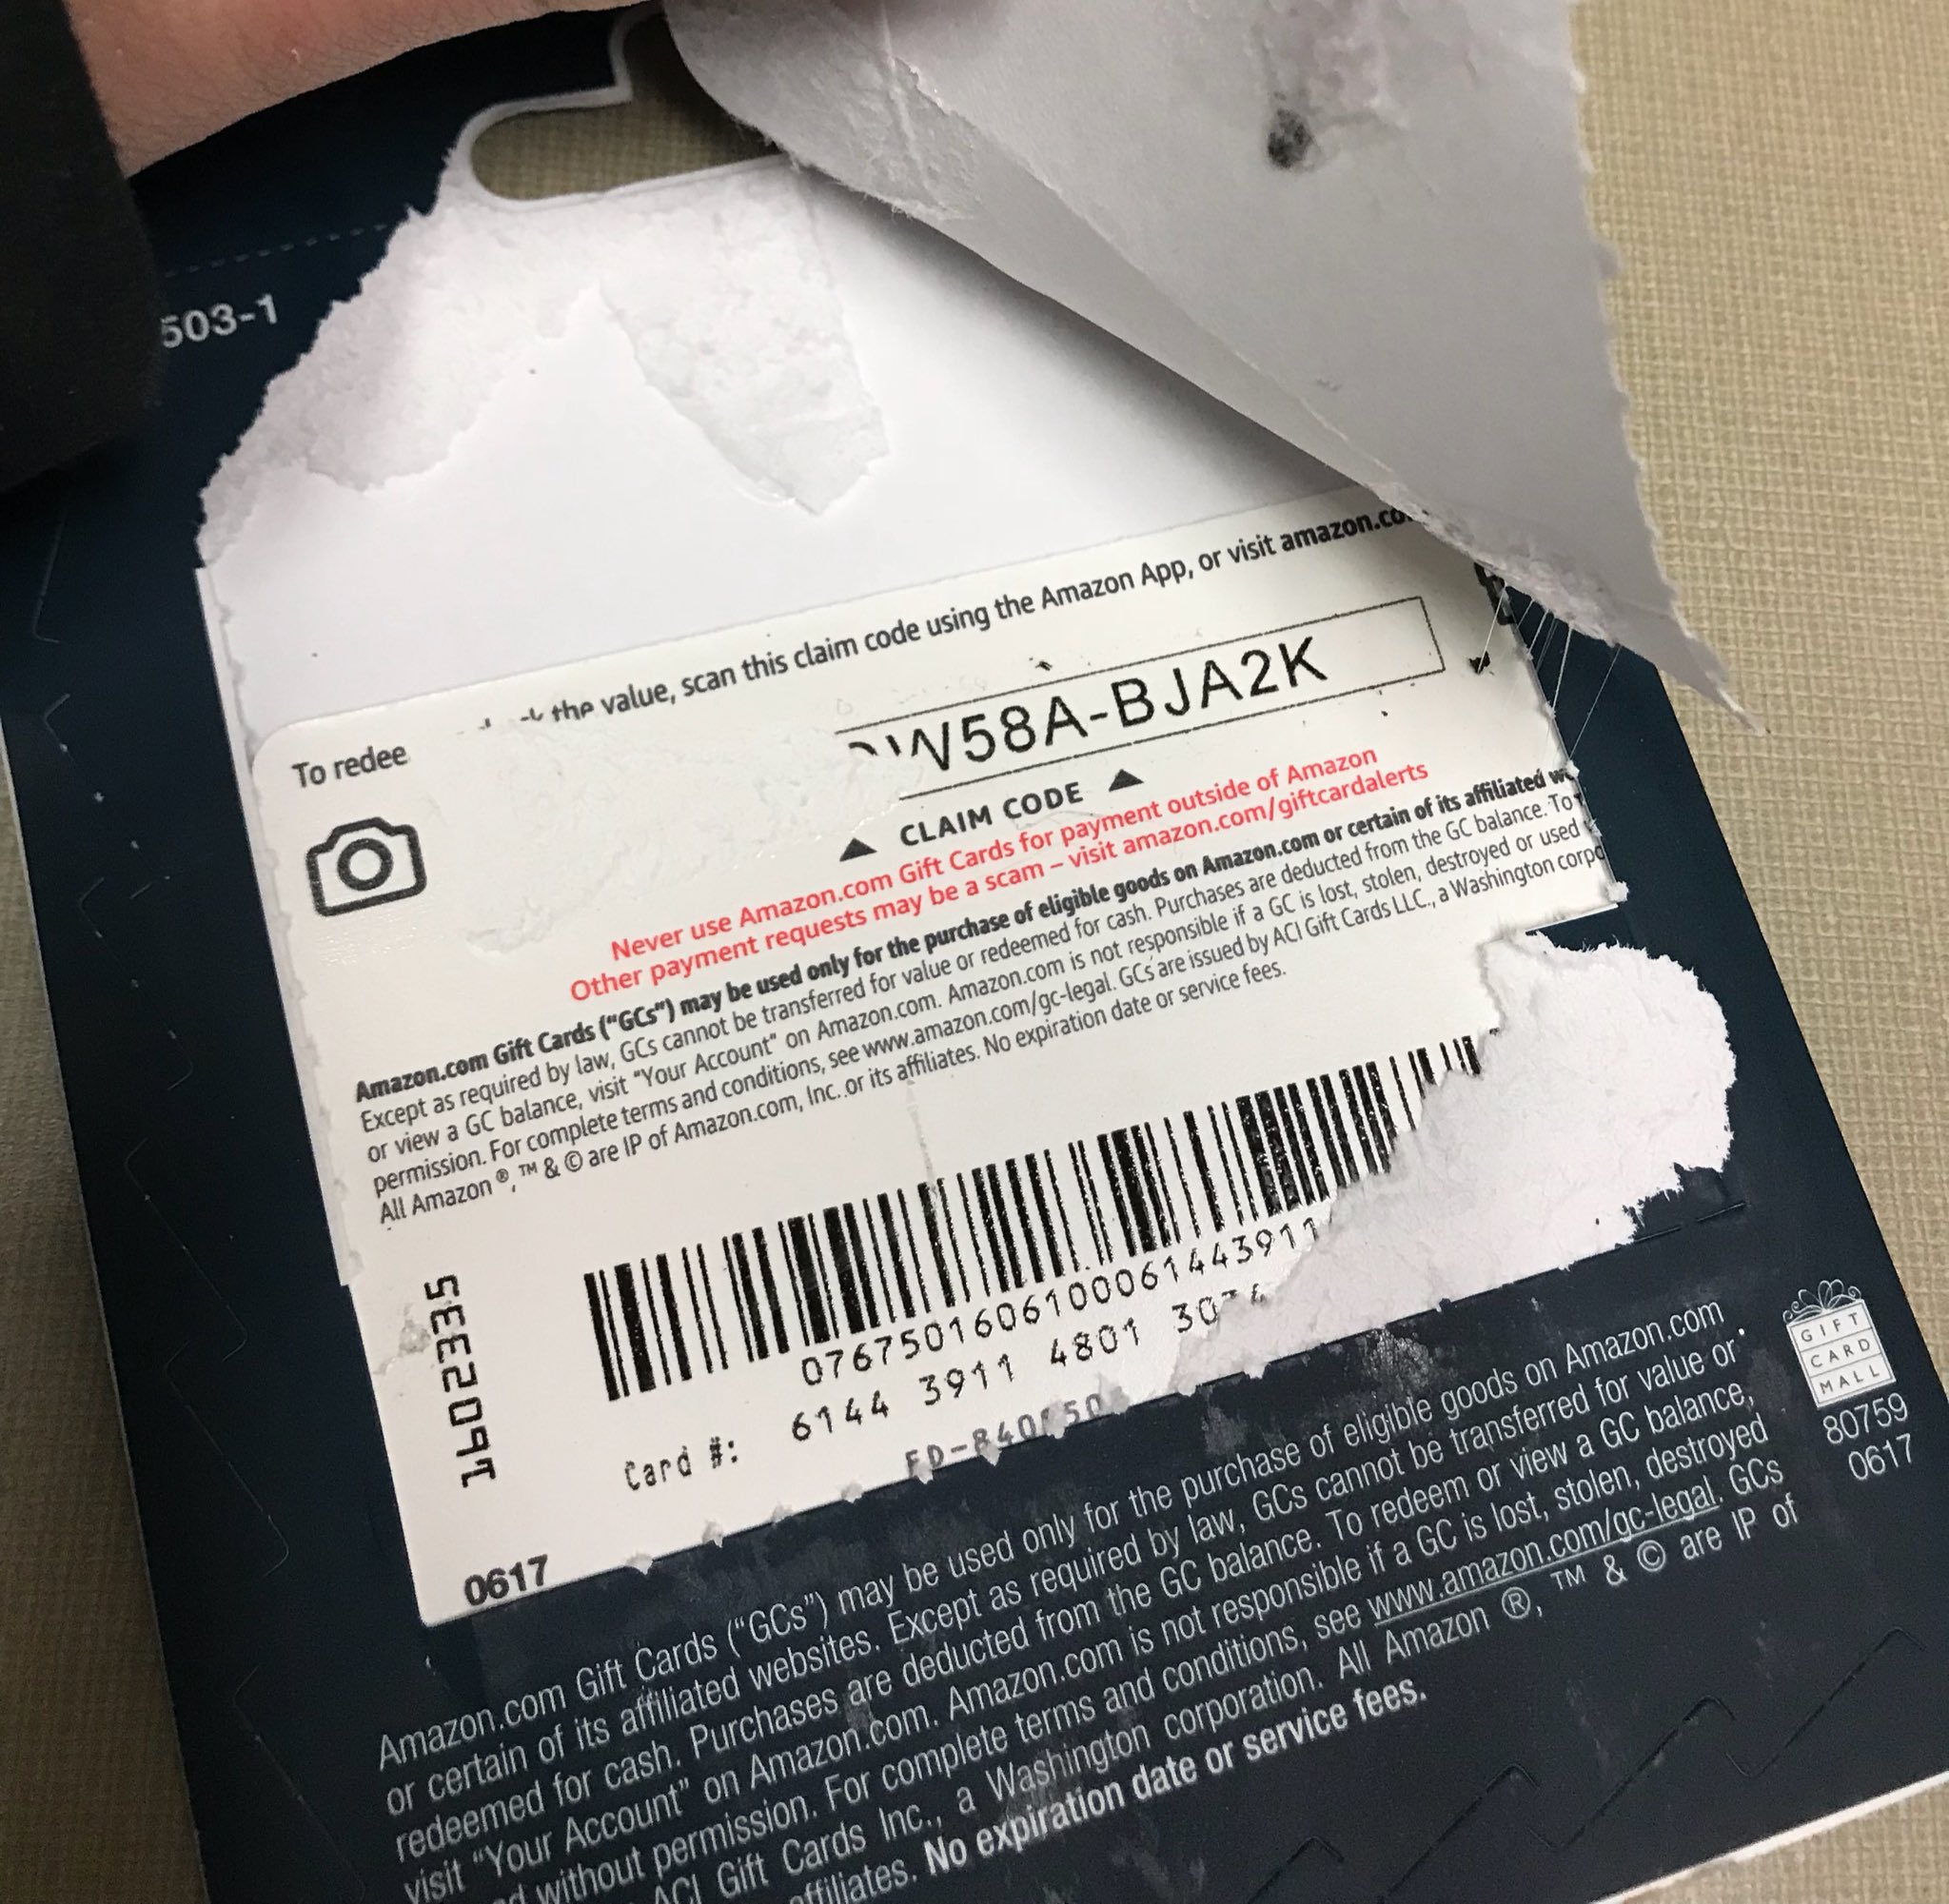 503-1
the value, scan this claim code using the Amazon App, or visit
To
W58A-BJA2K
CLAIM CODE
Never use Amazon.com Gift Cards for payment outside of Amazon
Other payment requests may be a scam – visit amazon.com/giftcardalerts
Amazon.com Gift Cards (“GCs”) may be used only for the purchase of eligible goods on Amazon.com or certain of its affiliated
Except as required by law, GCs cannot be transferred for value or redeemed for cash. Purchases are deducted from the GC balance. To
or view a GC balance, visit “Your Account” on Amazon.com. Amazon.com is not responsible if a GC is lost, stolen, destroyed or used
permission. For complete terms and conditions, see www.amazon.com/gc-legal. GCs are issued by ACI Gift Cards LLC., a Washington
All Amazon ®, ™ & © are IP of Amazon.com, Inc. or its affiliates. No expiration date or service fees.
0767501606100061443911
Card #: 6144 3911 4801
0617
GIFT
CARD
MALL
80759
0617
Amazon.com Gift Cards (“GCs”) may be used only for the purchase of eligible goods on Amazon.com
or certain of its affiliated websites. Except as required by law, GCs cannot be transferred for value or
redeemed for cash. Purchases are deducted from the GC balance. To redeem or view a GC balance,
visit “Your Account” on Amazon.com. Amazon.com is not responsible if a GC is lost, stolen, destroyed
without permission. For complete terms and conditions, see www.amazon.com/gc-legal. GCs
ACI Gift Cards Inc., a Washington corporation. All Amazon ®, ™ & © are IP of
affiliates. No expiration date or service fees.